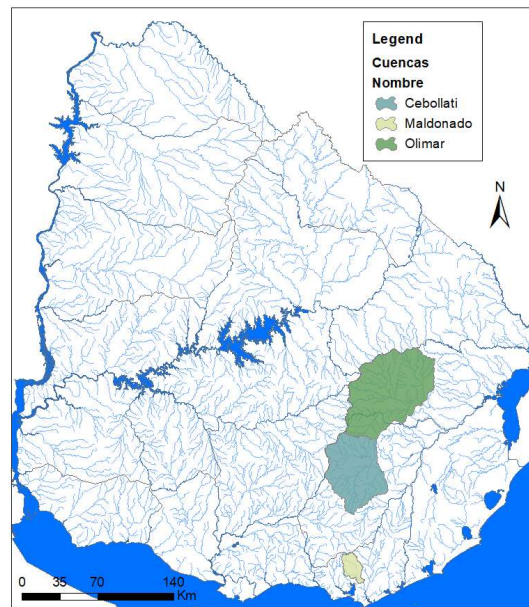 Legend
Cuencas
Nombre
Cebollati
Maldonado
Olimar
N
0 35 70 140
Km